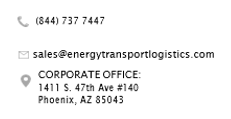 (844) 737 7447
sales@energytransportlogistics.com
CORPORATE OFFICE:
1411 S. 47th Ave #140
Phoenix, AZ 85043